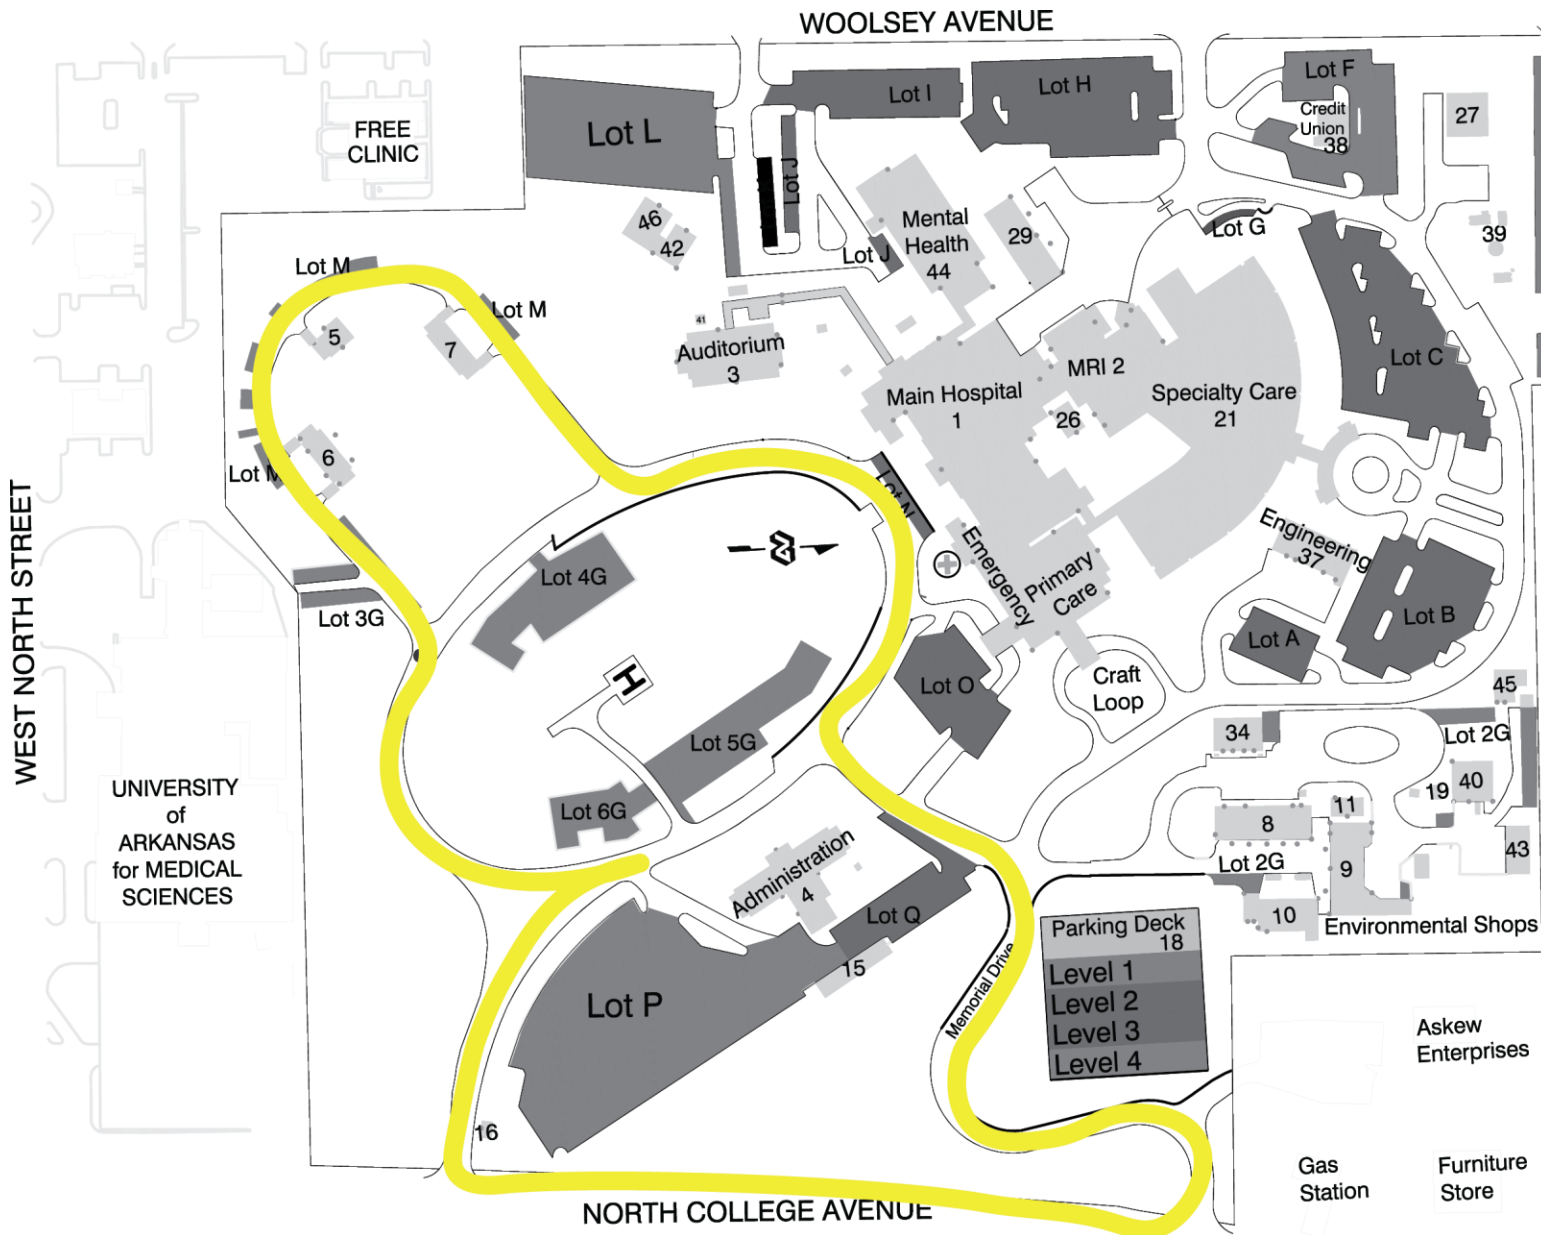 WOOLSEY AVENUE
Lot F
Lot I
Lot H
Credit
Union
38
27
FREE
CLINIC
Lot L
Lot J
46
42
Mental
Health
44
29
Lot G
39
Lot J
Lot M
Lot M
5
7
41
Auditorium
3
MRI 2
Lot C
Main Hospital
1
26
Specialty Care
21
6
Lot M
Lot N
WEST NORTH STREET
Engineering
37
Emergency
Primary
Care
Lot 4G
Lot 3G
Lot A
Lot B
H
Lot O
Craft
Loop
45
34
Lot 2G
Lot 5G
UNIVERSITY
of
ARKANSAS
for MEDICAL
SCIENCES
Lot 6G
40
19
11
8
43
Administration
4
Lot 2G
9
Lot Q
10
Environmental Shops
Parking Deck
18
15
Level 1
Level 2
Level 3
Level 4
Memorial Drive
Lot P
Askew
Enterprises
16
Gas
Station
Furniture
Store
NORTH COLLEGE AVENUE